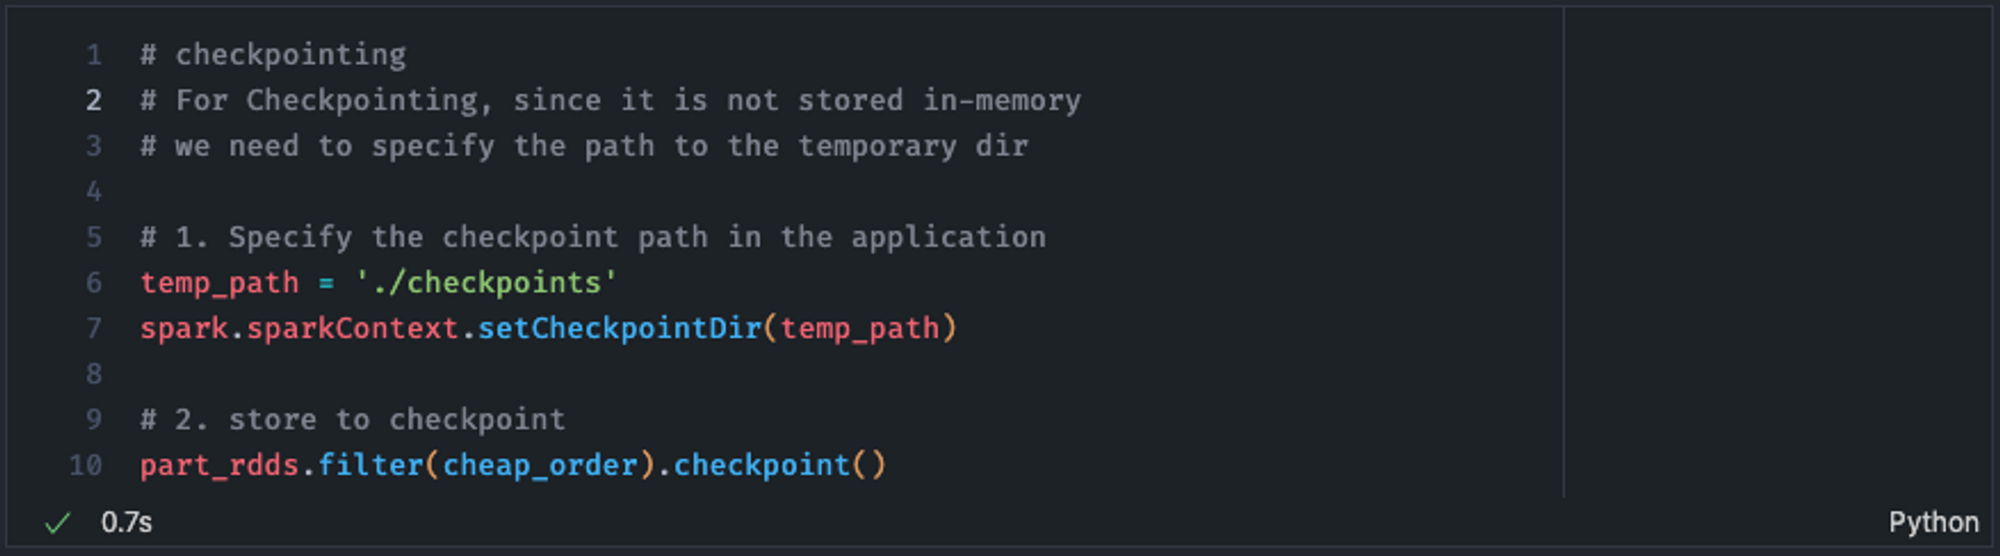 1 # checkpointing
2 # For Checkpointing, since it is not stored in-memory
3 # we need to specify the path to the temporary dir
4
5 # 1. Specify the checkpoint path in the application
6 temp_path = './checkpoints'
7 spark.sparkContext.setCheckpointDir(temp_path)
8
9 # 2. store to checkpoint
10 part_rdds.filter(cheap_order).checkpoint()
✓ 0.7s Python